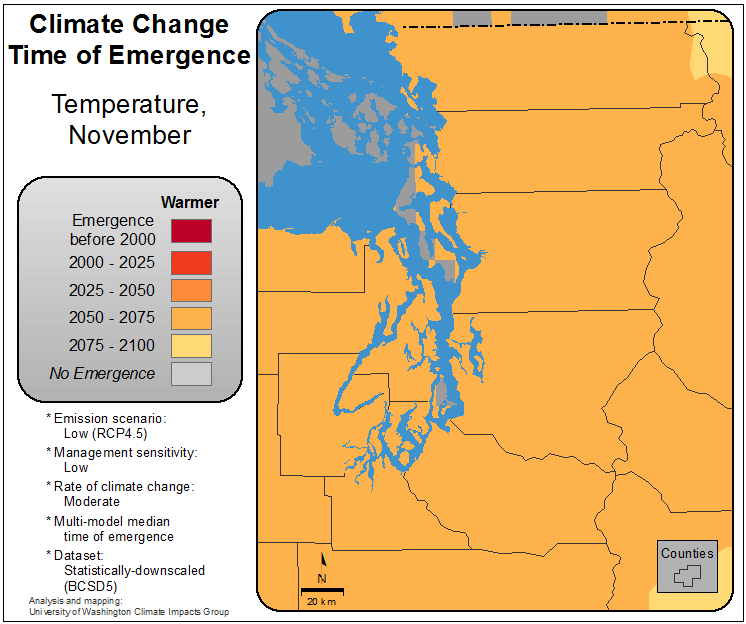 Climate Change
Time of Emergence
Temperature,
November
Warmer
Emergence
before 2000
2000 - 2025
2025 - 2050
2050 - 2075
2075 - 2100
No Emergence
* Emission scenario:
Low (RCP4.5)
* Management sensitivity:
Low
* Rate of climate change:
Moderate
* Multi-model median
time of emergence
* Dataset:
Statistically-downscaled
(BCSD5)
Analysis and mapping:
University of Washington Climate Impacts Group
N
20 km
Counties